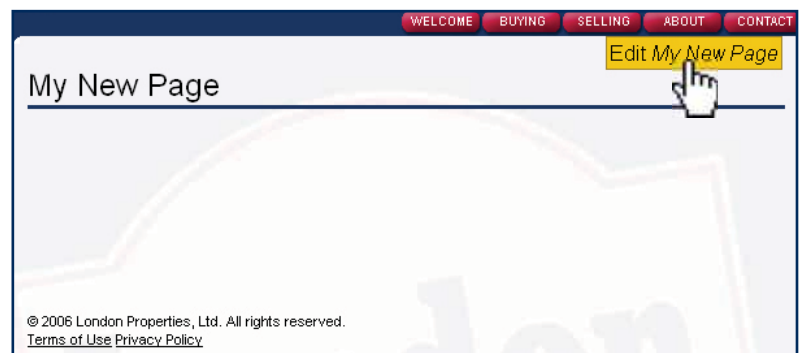 WELCOME BUYING SELLING ABOUT CONTACT
Edit My New Page
My New Page
© 2006 London Properties, Ltd. All rights reserved.
Terms of Use Privacy Policy